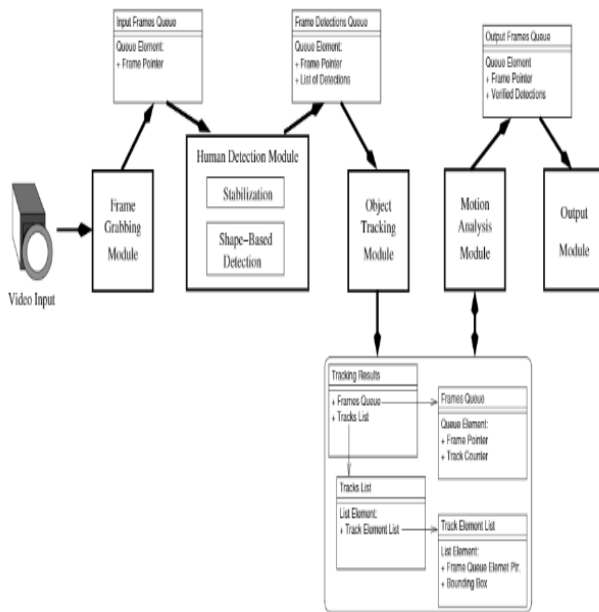 Input Frames Queue
Queue Element:
+ Frame Pointer
Frame Detections Queue
Queue Element:
+ Frame Pointer
+ List of Detections
Output Frames Queue
Queue Element
+ Frame Pointer
+ Verified Detections
Video Input
Frame
Grabbing
Module
Human Detection Module
Stabilization
Shape-Based
Detection
Object
Tracking
Module
Motion
Analysis
Module
Output
Module
Tracking Results
+ Frames Queue
+ Tracks List
Frames Queue
Queue Element:
+ Frame Pointer
+ Track Counter
Tracks List
List Element:
+ Track Element List
Track Element List
List Element:
+ Frame Queue Elemet Ptr.
+ Bounding Box